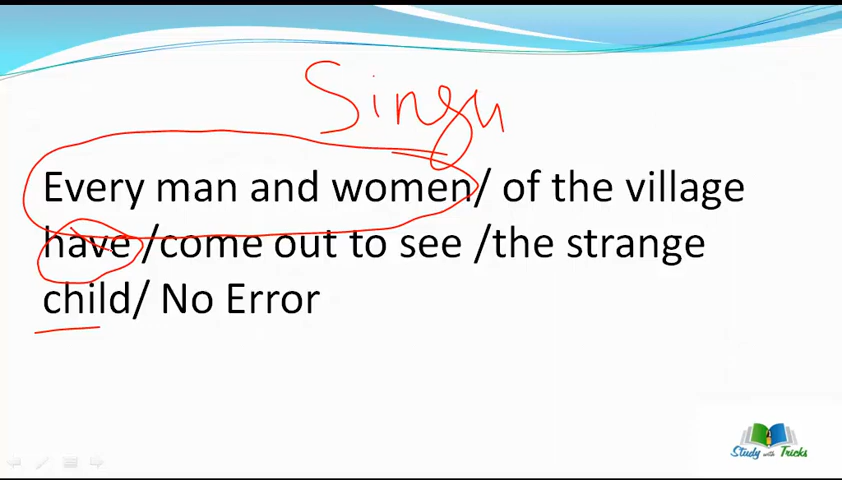 Singu
Every man and women/ of the village
have /come out to see /the strange
child/ No Error
Study with Tricks